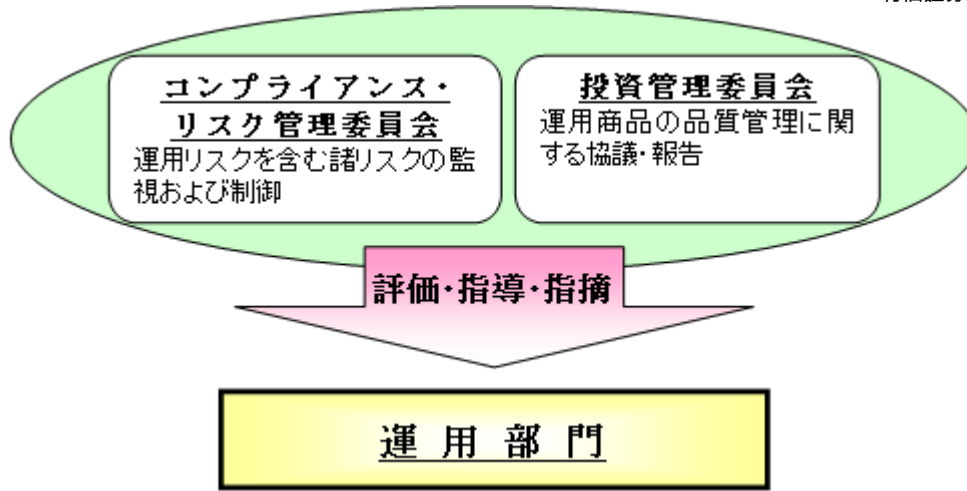 コンプライアンス・
リスク管理委員会
運用リスクを含む諸リスクの監
視および制御
投資管理委員会
運用商品の品質管理に関
する協議・報告
評価・指導・指摘
運用部門